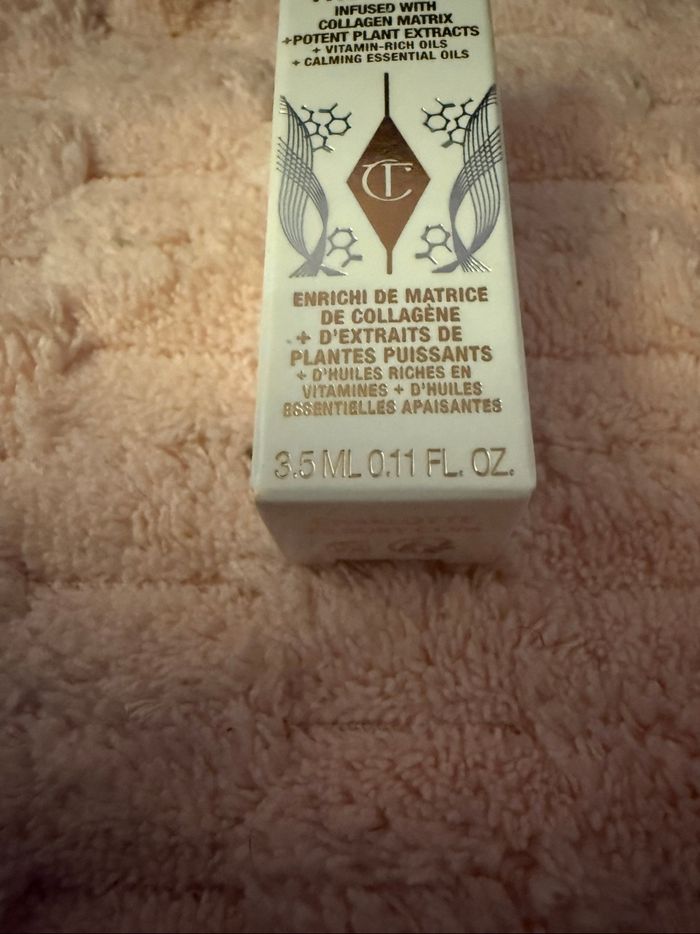 INFUSED WITH
COLLAGEN MATRIX
+POTENT PLANT EXTRACTS
+ VITAMIN-RICH OILS
+ CALMING ESSENTIAL OILS
CT
ENRICHI DE MATRICE
DE COLLAGÈNE
+ D'EXTRAITS DE
PLANTES PUISSANTS
+ D'HUILES RICHES EN
VITAMINES + D'HUILES
ESSENTIELLES APAISANTES
3.5 ML 0.11 FL. OZ.